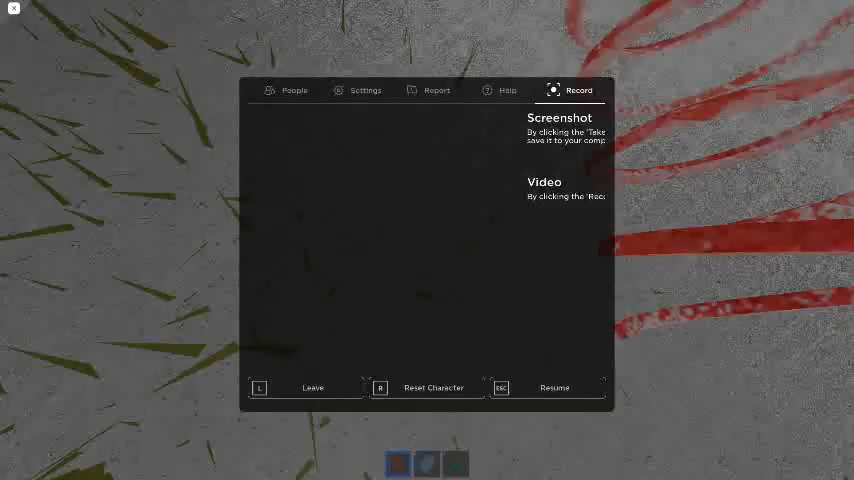 People Settings Report Help Record
Screenshot
By clicking the 'Take
save it to your comp
Video
By clicking the 'Reco
L Leave R Reset Character ESC Resume